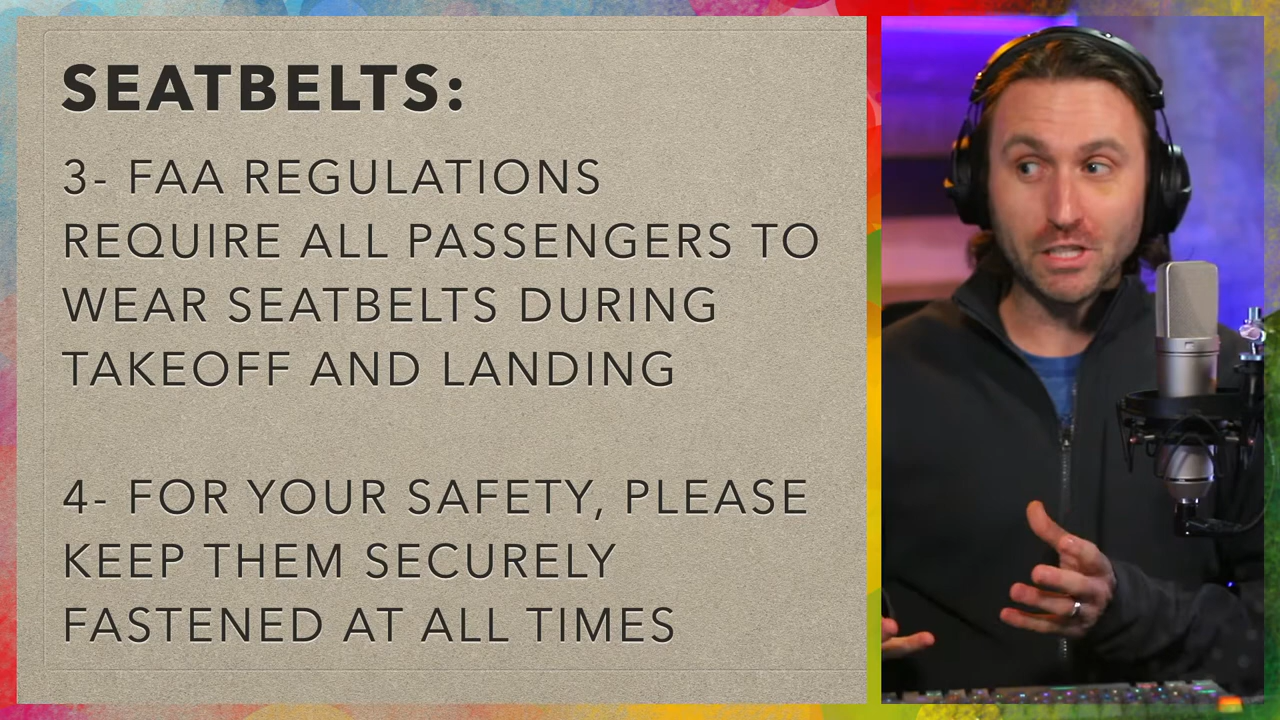 SEATBELTS:
3- FAA REGULATIONS
REQUIRE ALL PASSENGERS TO
WEAR SEATBELTS DURING
TAKEOFF AND LANDING
4- FOR YOUR SAFETY, PLEASE
KEEP THEM SECURELY
FASTENED AT ALL TIMES